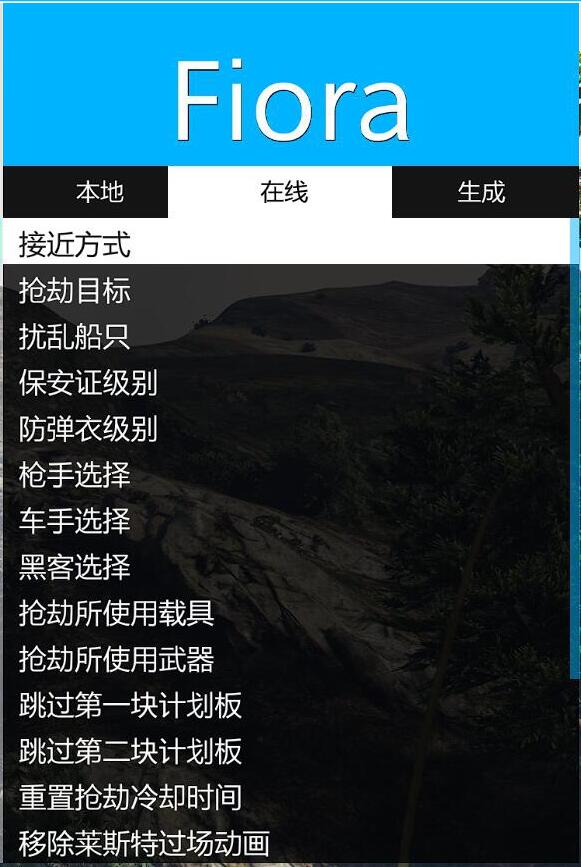 Fiora
本地 在线 生成
接近方式
抢劫目标
扰乱船只
保安证级别
防弹衣级别
枪手选择
车手选择
黑客选择
抢劫所使用载具
抢劫所使用武器
跳过第一块计划板
跳过第二块计划板
重置抢劫冷却时间
移除莱斯特过场动画